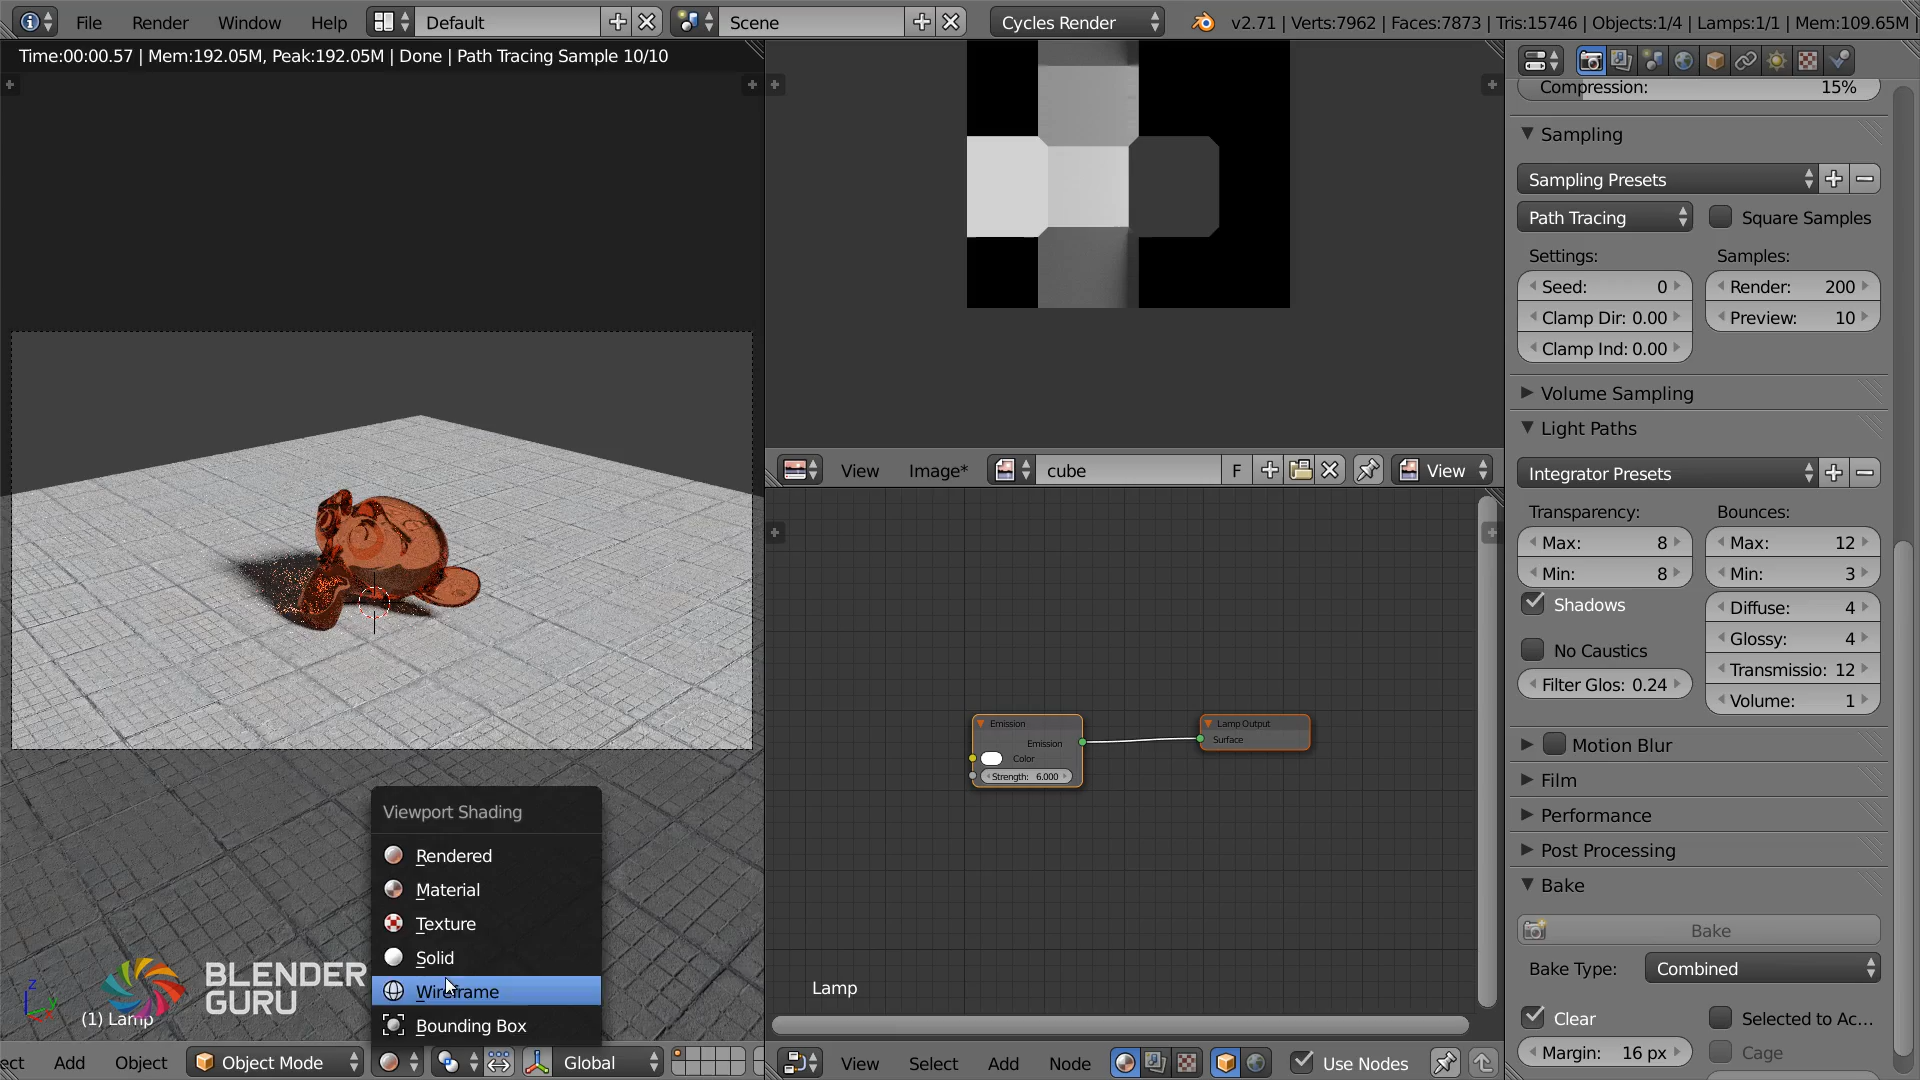 File Render Window Help Default Scene Cycles Render v2.71 | Verts:7962 | Faces:7873 | Tris:15746 | Objects:1/4 | Lamps:1/1 | Mem:109.65M |
Time:00:00.57 | Mem:192.05M, Peak:192.05M | Done | Path Tracing Sample 10/10
Compression: 15%
Sampling
Sampling Presets
Path Tracing Square Samples
Settings: Samples:
Seed: 0 Render: 200
Clamp Dir: 0.00 Preview: 10
Clamp Ind: 0.00
Volume Sampling
Light Paths
View Image* cube F View
Integrator Presets
Transparency: Bounces:
Max: 8 Max: 12
Min: 8 Min: 3
Shadows Diffuse: 4
No Caustics Glossy: 4
Filter Glos: 0.24 Transmissio: 12
Volume: 1
Emission
Emission
Color
Strength: 6.000
Lamp Output
Surface
Motion Blur
Film
Performance
Post Processing
Bake
Bake
Bake Type: Combined
Clear Selected to Ac...
Margin: 16 px Cage
Viewport Shading
Rendered
Material
Texture
Solid
Wireframe
Bounding Box
BLENDER
GURU
z
(1) Lamp
Lamp
ect Add Object Object Mode Global View Select Add Node Use Nodes